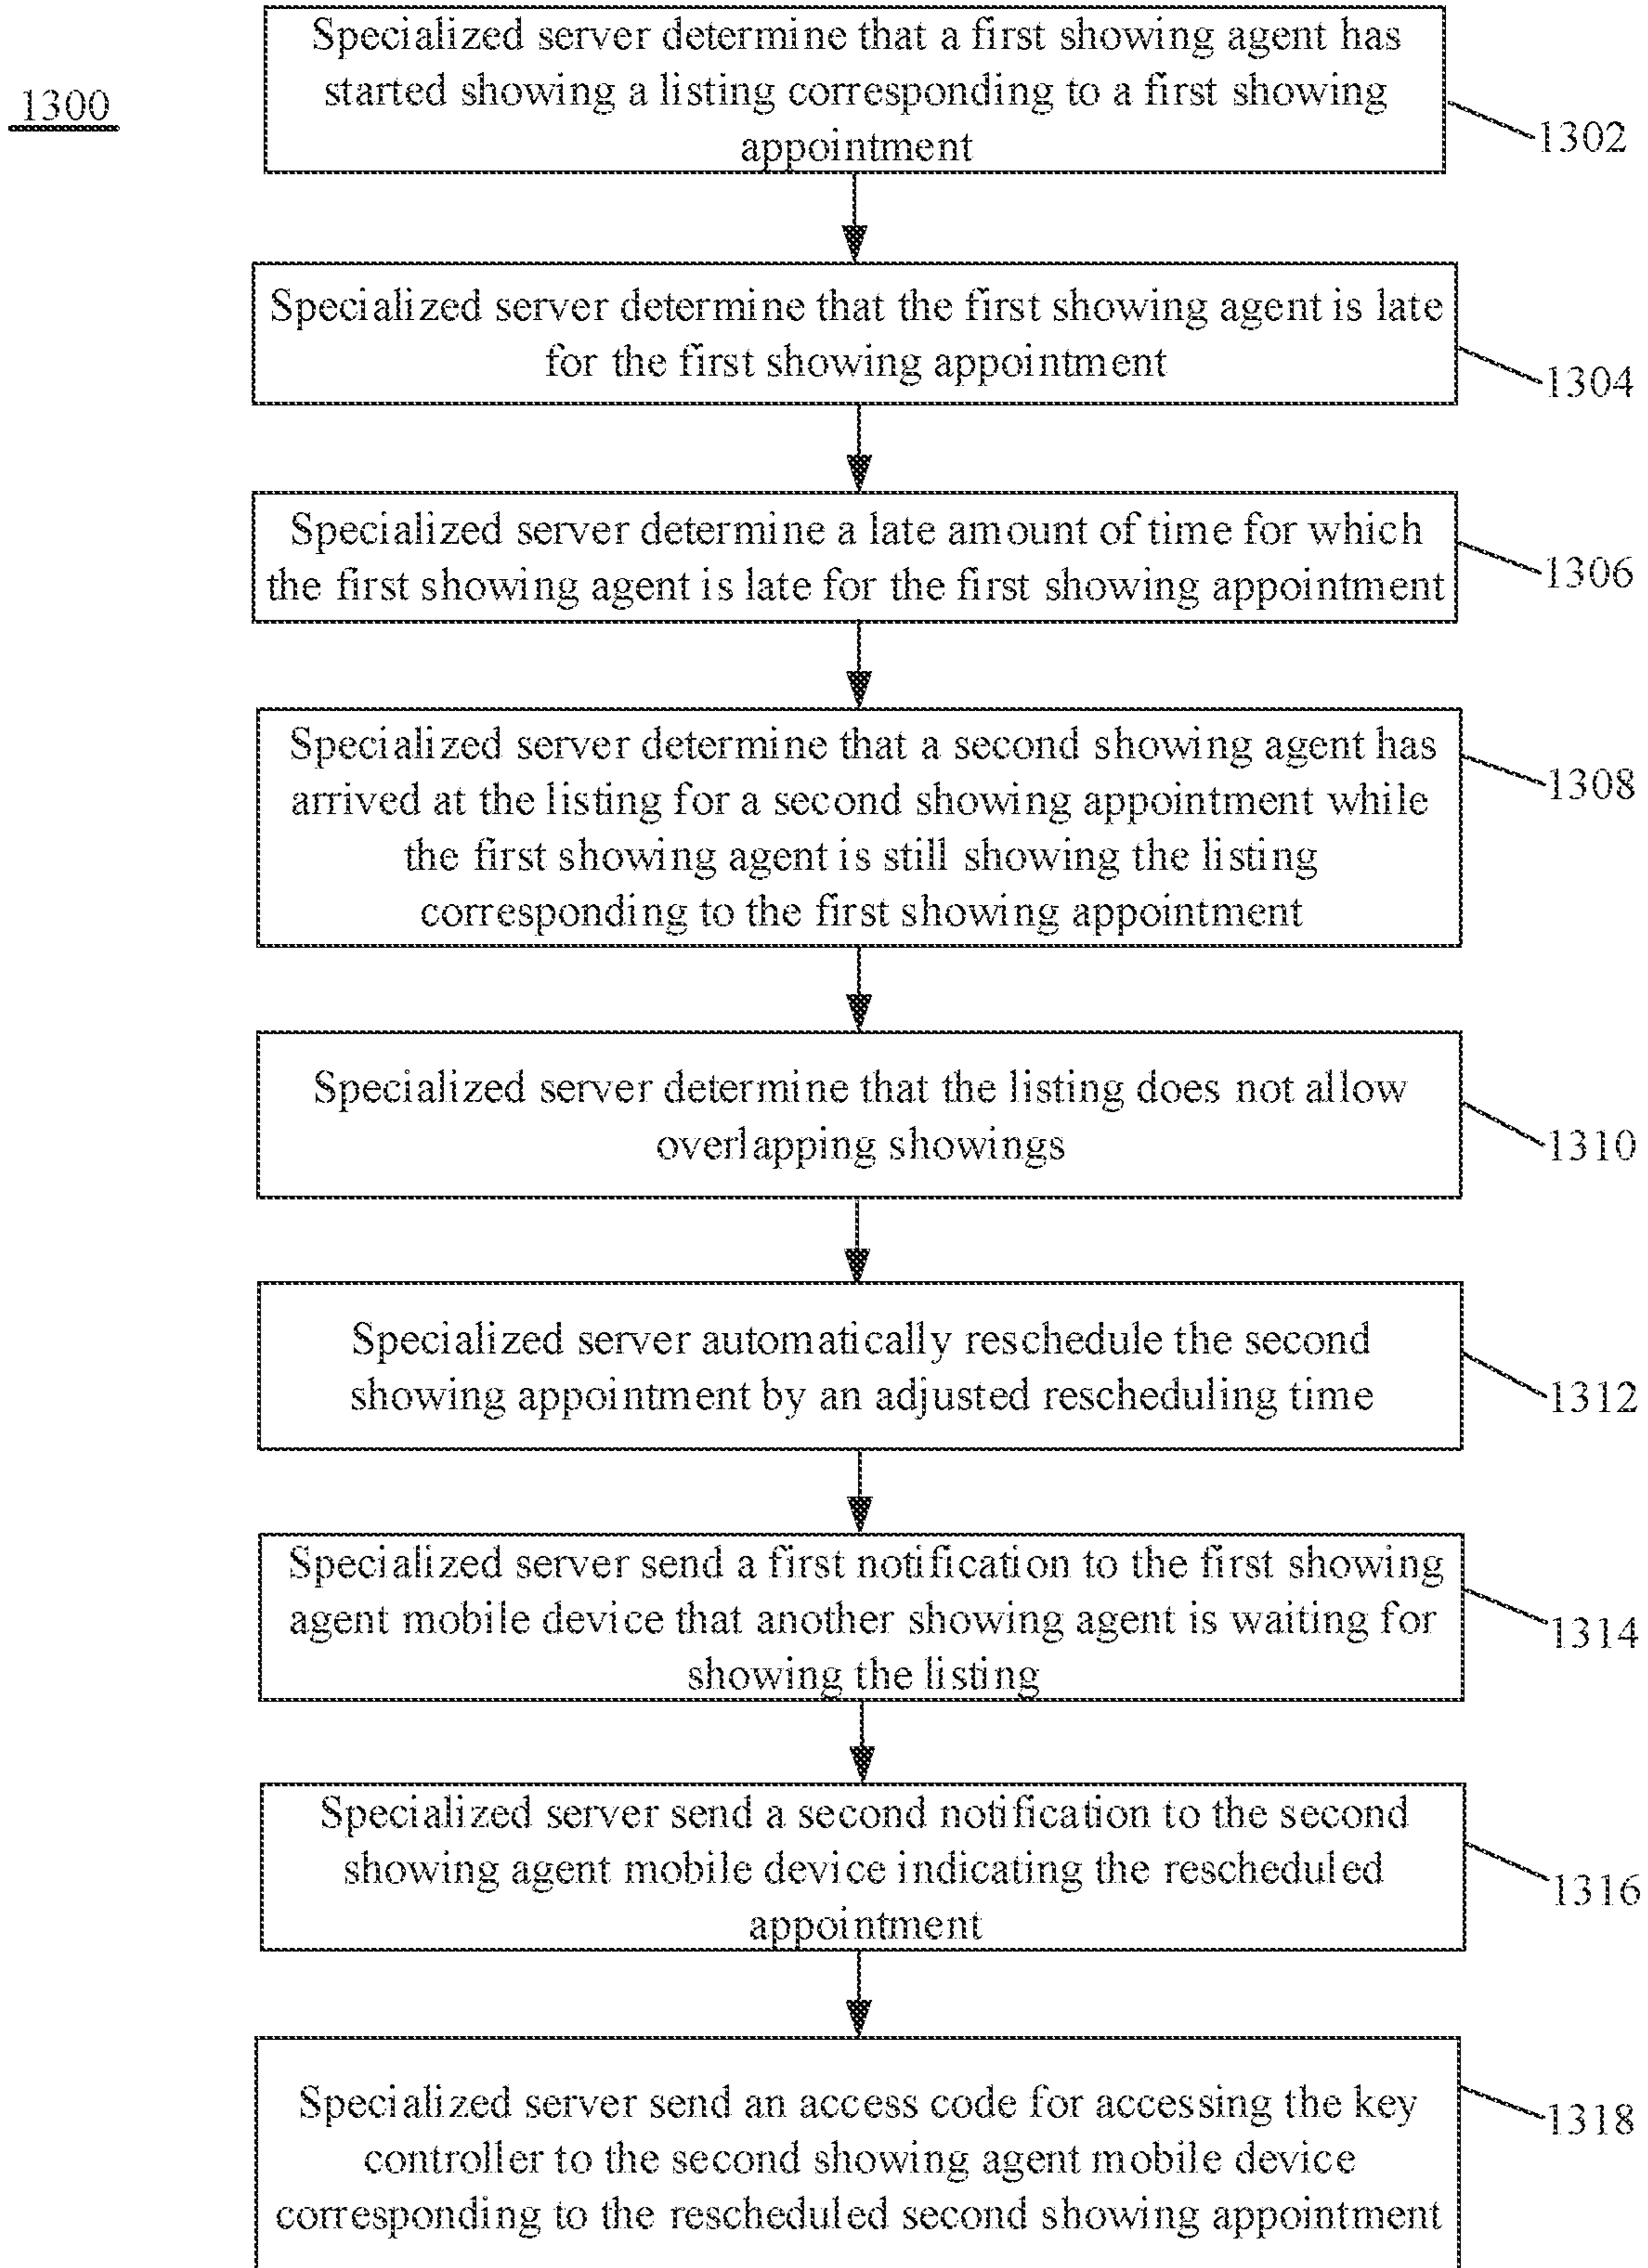 1300
Specialized server determine that a first showing agent has
started showing a listing corresponding to a first showing
appointment
1302
Specialized server determine that the first showing agent is late
for the first showing appointment
1304
Specialized server determine a late amount of time for which
the first showing agent is late for the first showing appointment
1306
Specialized server determine that a second showing agent has
arrived at the listing for a second showing appointment while
the first showing agent is still showing the listing
corresponding to the first showing appointment
1308
Specialized server determine that the listing does not allow
overlapping showings
1310
Specialized server automatically reschedule the second
showing appointment by an adjusted rescheduling time
1312
Specialized server send a first notification to the first showing
agent mobile device that another showing agent is waiting for
showing the listing
1314
Specialized server send a second notification to the second
showing agent mobile device indicating the rescheduled
appointment
1316
Specialized server send an access code for accessing the key
controller to the second showing agent mobile device
corresponding to the rescheduled second showing appointment
1318